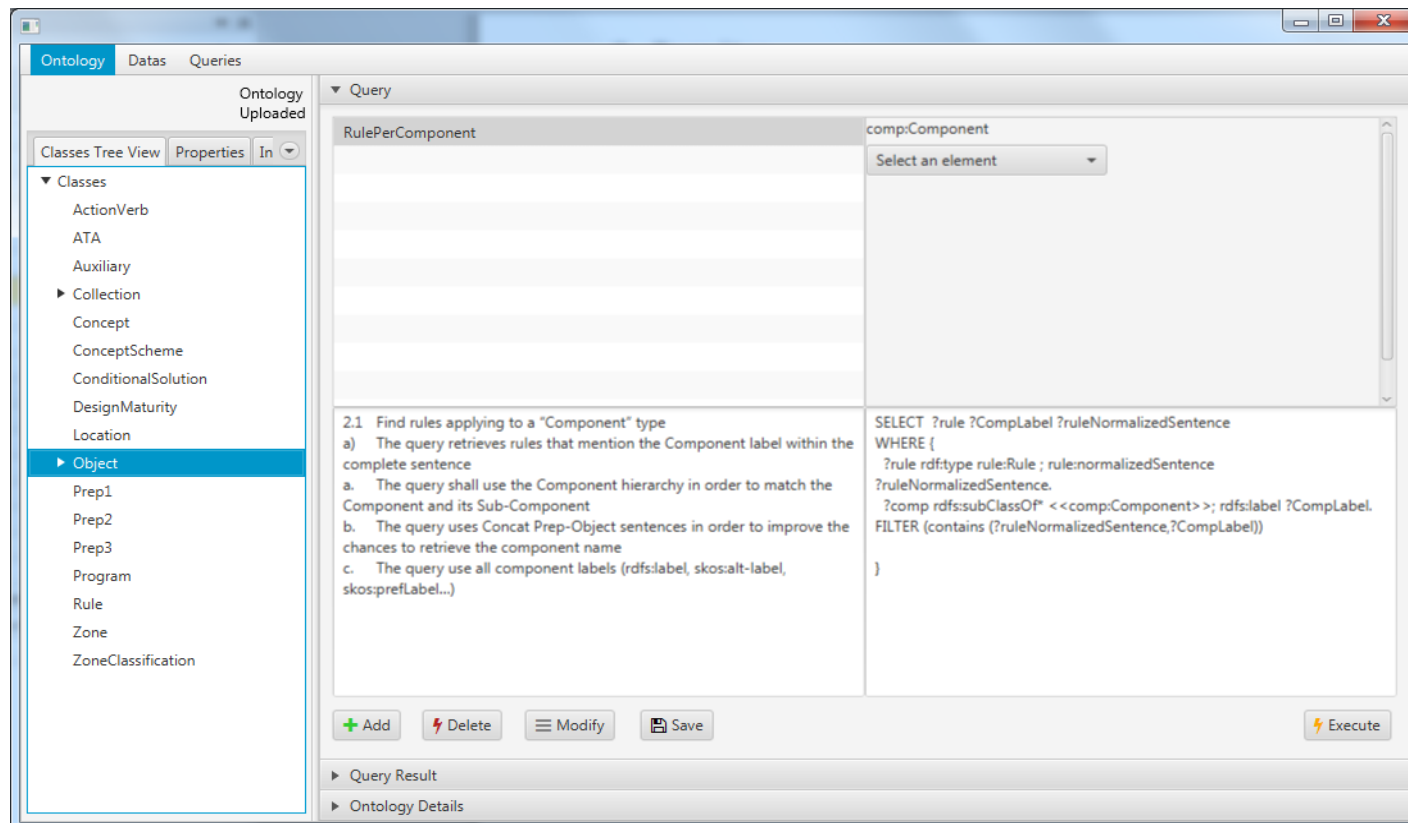 Ontology Datas Queries
Ontology
Uploaded
Classes Tree View Properties In
Classes
ActionVerb
ATA
Auxiliary
Collection
Concept
ConceptScheme
ConditionalSolution
DesignMaturity
Location
Object
Prep1
Prep2
Prep3
Program
Rule
Zone
ZoneClassification
Query
RulePerComponent
comp:Component
Select an element
2.1 Find rules applying to a "Component" type
a) The query retrieves rules that mention the Component label within the
complete sentence
a. The query shall use the Component hierarchy in order to match the
Component and its Sub-Component
b. The query uses Concat Prep-Object sentences in order to improve the
chances to retrieve the component name
c. The query use all component labels (rdfs:label, skos:alt-label,
skos:prefLabel...)
SELECT ?rule ?CompLabel ?ruleNormalizedSentence
WHERE {
?rule rdf:type rule:Rule ; rule:normalizedSentence
?ruleNormalizedSentence.
?comp rdfs:subClassOf* <<comp:Component>>; rdfs:label ?CompLabel.
FILTER (contains (?ruleNormalizedSentence,?CompLabel))
}
Add Delete Modify Save Execute
Query Result
Ontology Details